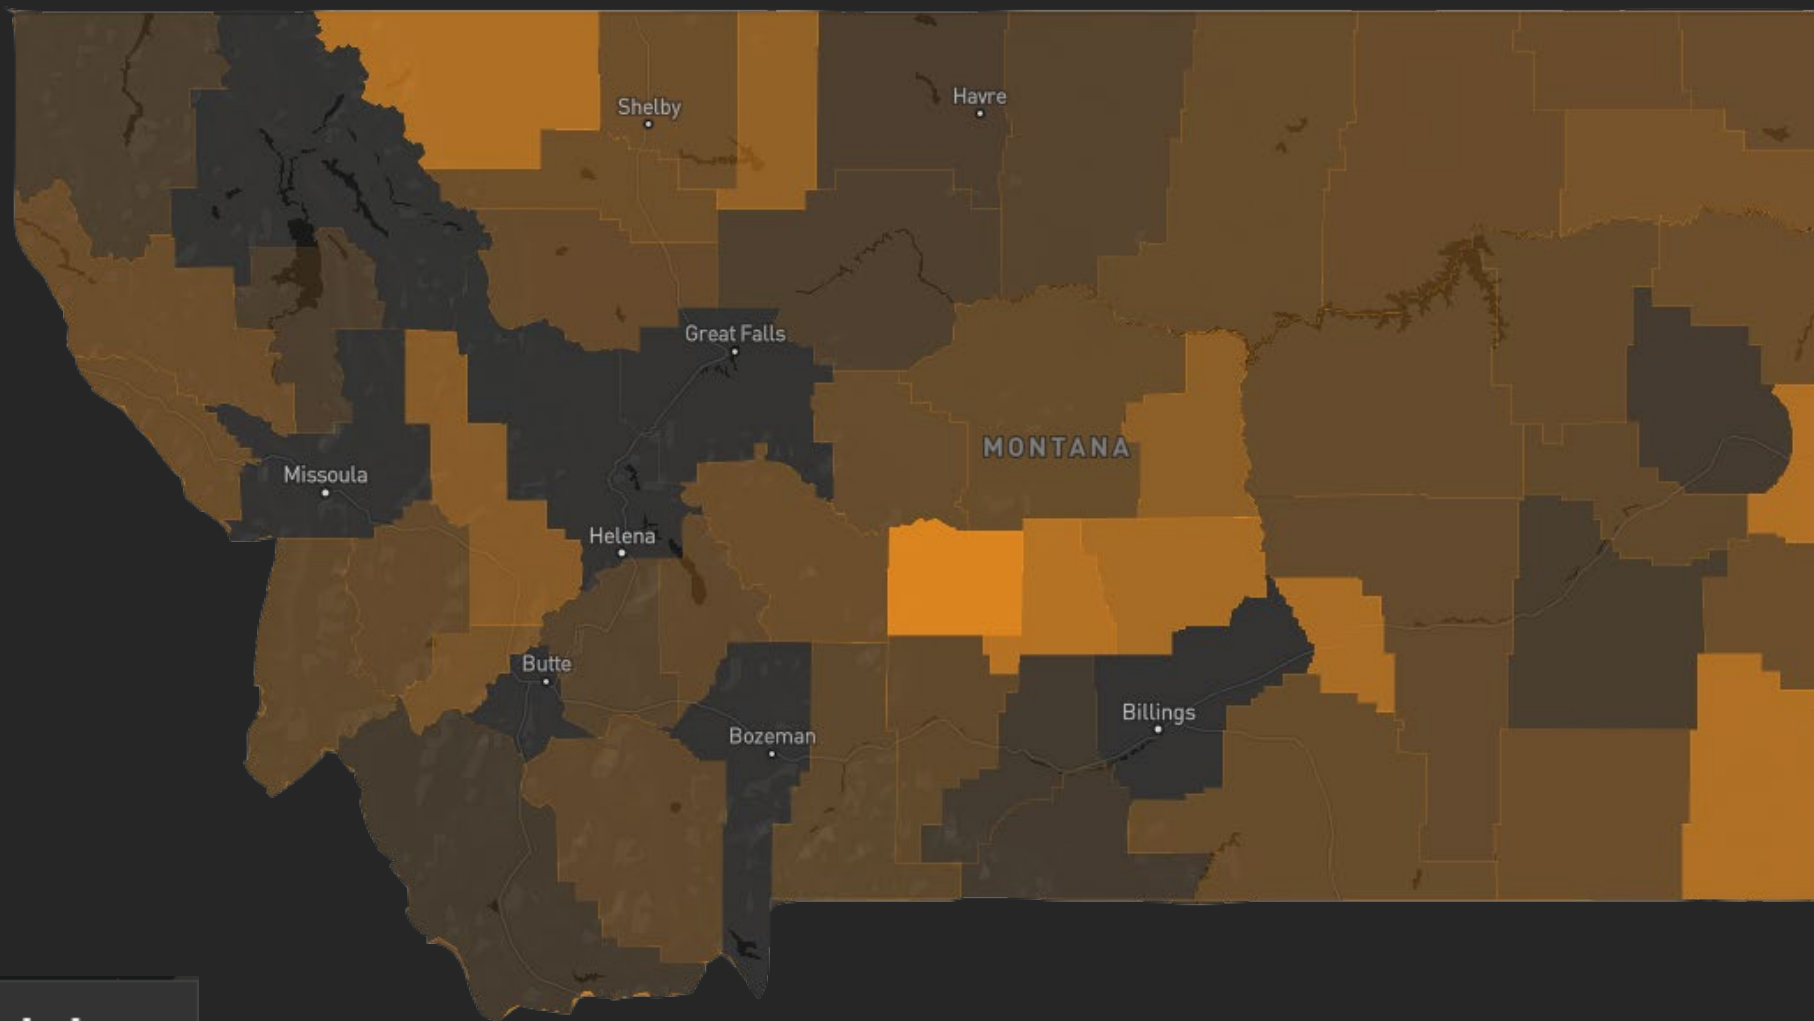 Shelby
Havre
Great Falls
MONTANA
Missoula
Helena
Butte
Billings
Bozeman